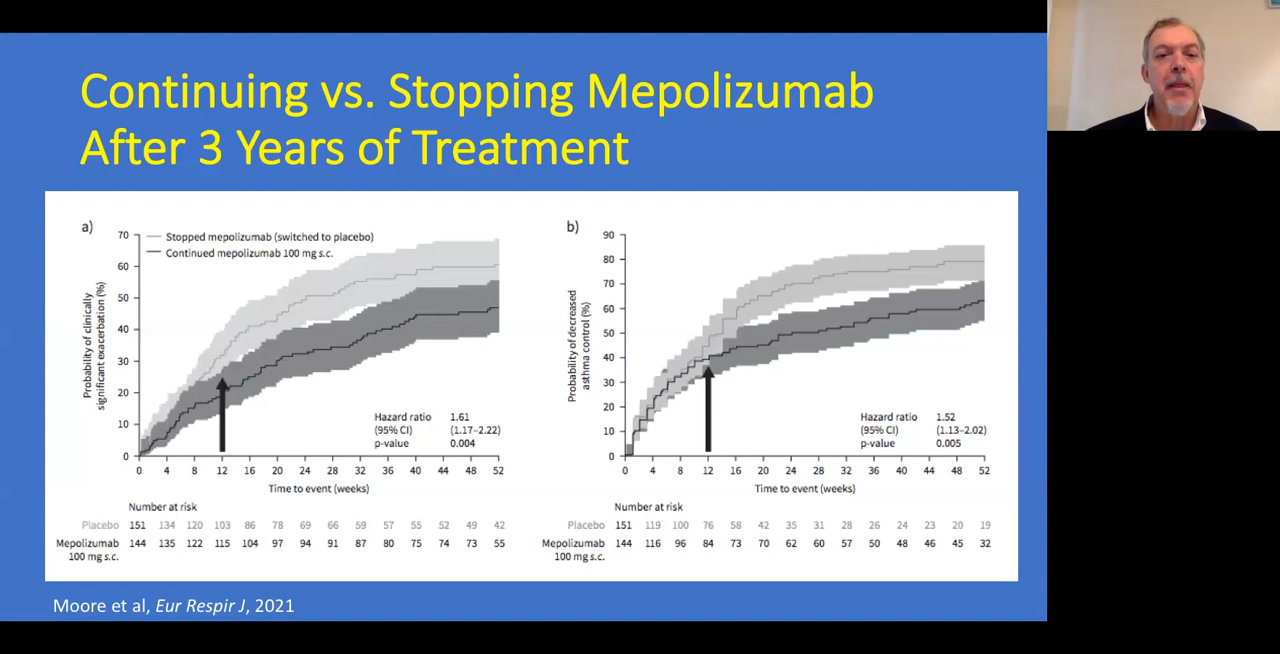 Continuing vs. Stopping Mepolizumab
After 3 Years of Treatment
a)
Stopped mepolizumab (switched to placebo)
Continued mepolizumab 100 mg s.c.
Probability of clinically
significant exacerbation (%)
70
60
50
40
30
20
10
0
Hazard ratio 1.61
(95% CI) (1.17–2.22)
p-value 0.004
0 4 8 12 16 20 24 28 32 36 40 44 48 52
Time to event (weeks)
Number at risk
Placebo 151 134 120 103 86 78 69 66 59 57 55 52 49 42
Mepolizumab 144 135 122 115 104 97 94 91 87 80 75 74 73 55
100 mg s.c.
b)
Probability of decreased
asthma control (%)
90
80
70
60
50
40
30
20
10
0
Hazard ratio 1.52
(95% CI) (1.13–2.02)
p-value 0.005
0 4 8 12 16 20 24 28 32 36 40 44 48 52
Time to event (weeks)
Number at risk
Placebo 151 119 100 76 58 42 35 31 28 26 24 23 20 19
Mepolizumab 144 116 96 84 73 70 62 60 57 50 48 46 45 32
100 mg s.c.
Moore et al, Eur Respir J, 2021